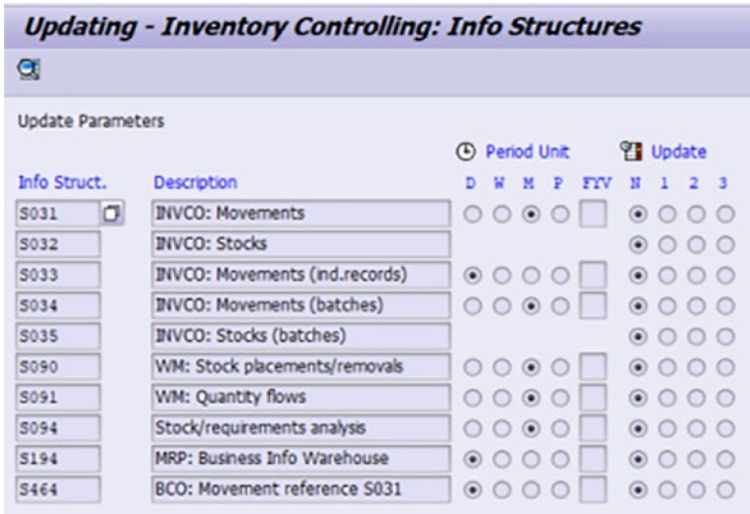 Updating - Inventory Controlling: Info Structures
Update Parameters
Period Unit Update
Info Struct. Description D W M P FYV N 1 2 3
S031 INVCO: Movements
S032 INVCO: Stocks
S033 INVCO: Movements (ind.records)
S034 INVCO: Movements (batches)
S035 INVCO: Stocks (batches)
S090 WM: Stock placements/removals
S091 WM: Quantity flows
S094 Stock/requirements analysis
S194 MRP: Business Info Warehouse
S464 BCO: Movement reference S031